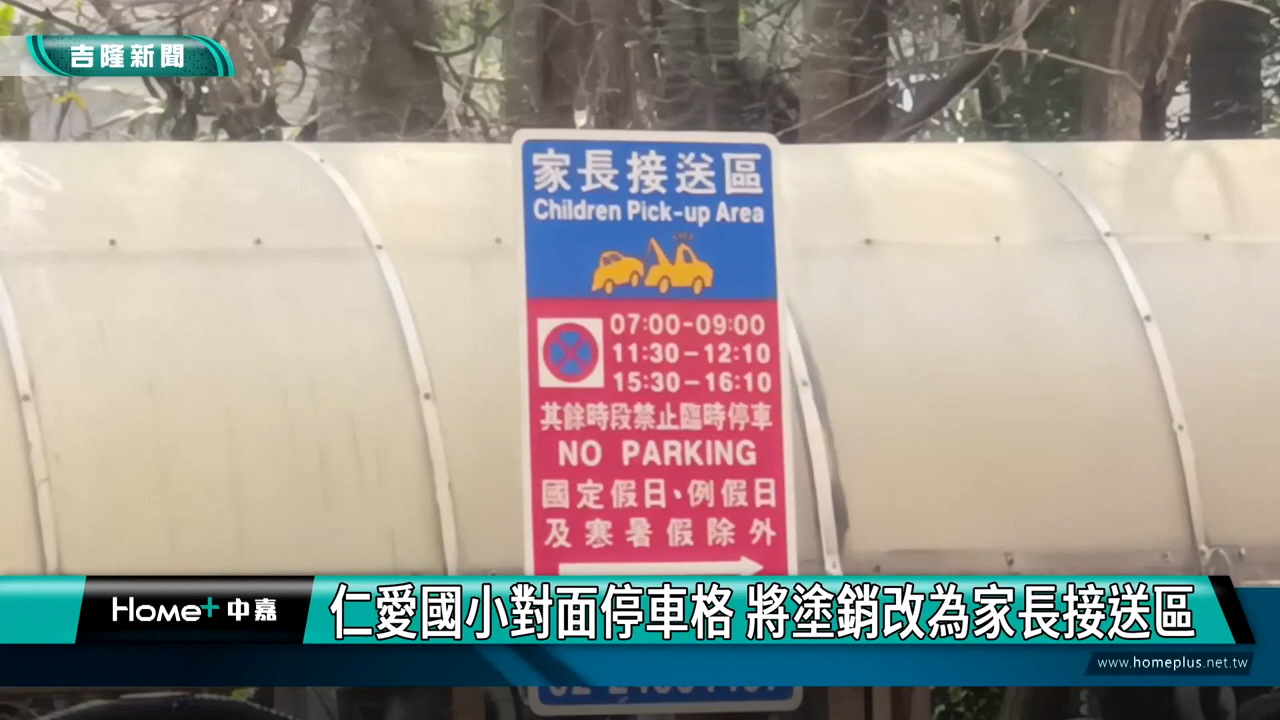 吉隆新聞
家長接送區
Children Pick-up Area
07:00-09:00
11:30-12:10
15:30-16:10
其餘時段禁止臨時停車
NO PARKING
國定假日、例假日
及寒暑假除外
Home+中嘉
仁愛國小對面停車格 將塗銷改為家長接送區
www.homeplus.net.tw